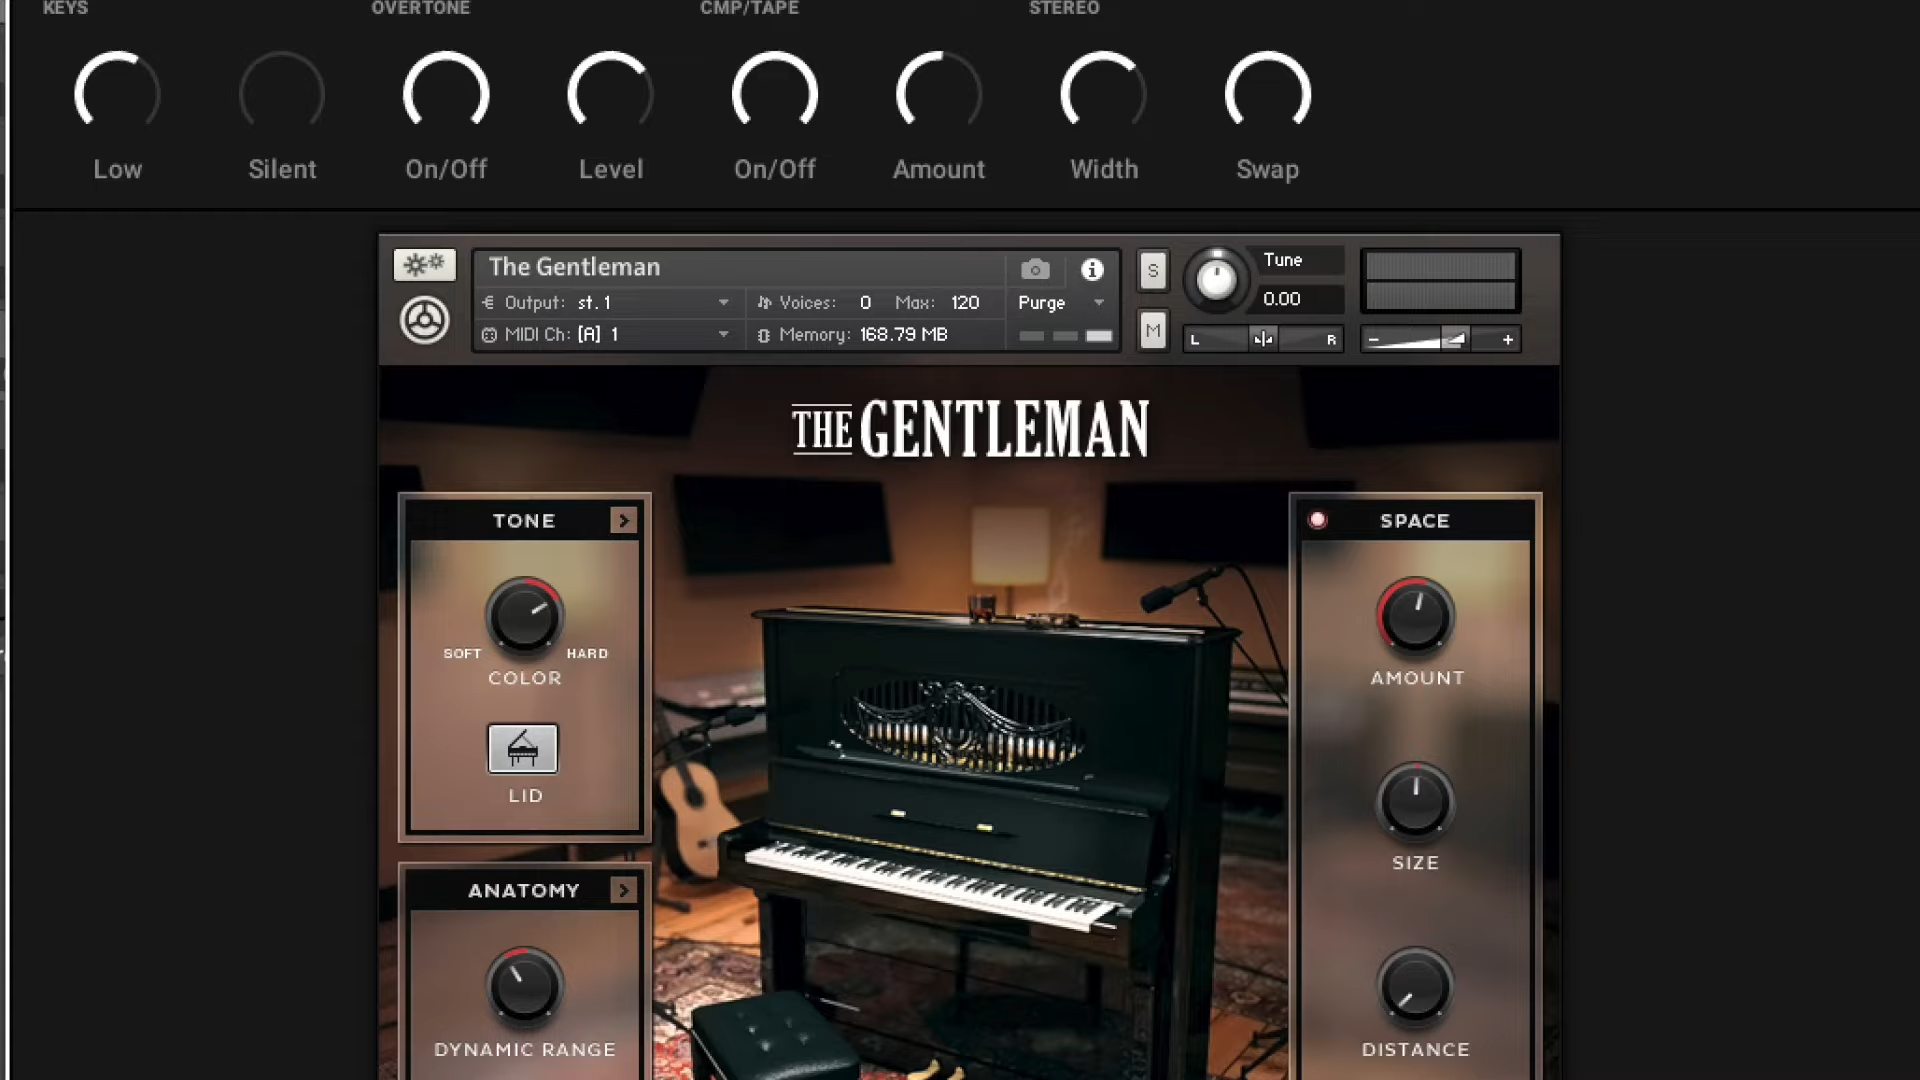 KEYS OVERTONE CMP/TAPE STEREO
Low Silent On/Off Level On/Off Amount Width Swap
The Gentleman
Output: st. 1 Voices: 0 Max: 120 Purge
MIDI Ch: [A] 1 Memory: 168.79 MB
S
M
Tune
0.00
L R
- +
THE GENTLEMAN
TONE
SOFT HARD
COLOR
LID
ANATOMY
DYNAMIC RANGE
SPACE
AMOUNT
SIZE
DISTANCE